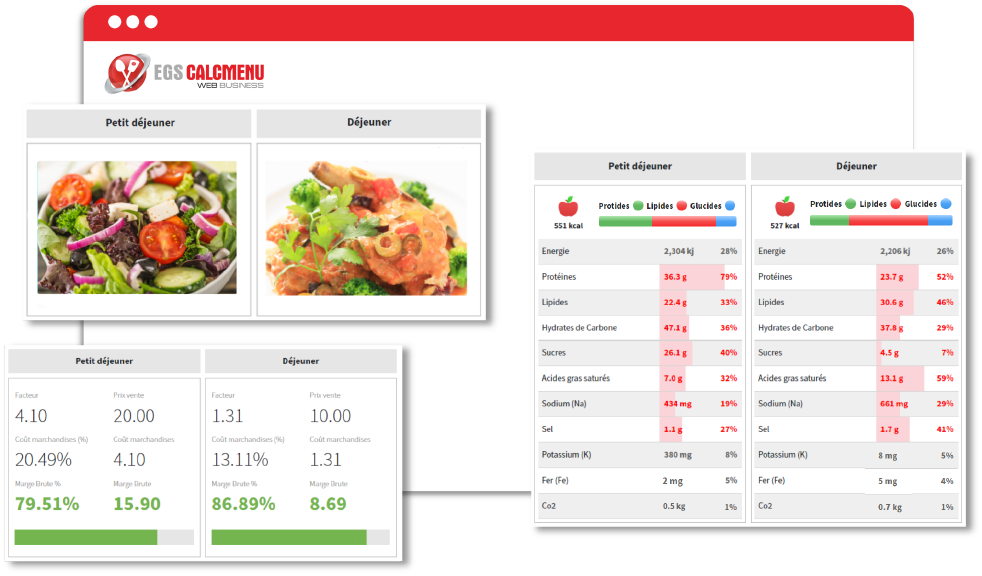 EGS CALCMENU
WEB BUSINESS
Petit déjeuner Déjeuner
Petit déjeuner Déjeuner
551 kcal Protides Lipides Glucides
527 kcal Protides Lipides Glucides
Energie 2,304 kj 28% Energie 2,206 kj 26%
Protéines 36.3 g 79% Protéines 23.7 g 52%
Lipides 22.4 g 33% Lipides 30.6 g 46%
Hydrates de Carbone 47.1 g 36% Hydrates de Carbone 37.8 g 29%
Sucres 26.1 g 40% Sucres 4.5 g 7%
Acides gras saturés 7.0 g 32% Acides gras saturés 13.1 g 59%
Sodium (Na) 434 mg 19% Sodium (Na) 661 mg 29%
Sel 1.1 g 27% Sel 1.7 g 41%
Potassium (K) 380 mg 8% Potassium (K) 8 mg 5%
Fer (Fe) 2 mg 5% Fer (Fe) 5 mg 4%
Co2 0.5 kg 1% Co2 0.7 kg 1%
Petit déjeuner Déjeuner
Facteur Prix vente Facteur Prix vente
4.10 20.00 1.31 10.00
Coût marchandises (%) Coût marchandises Coût marchandises (%) Coût marchandises
20.49% 4.10 13.11% 1.31
Marge Brute % Marge Brute Marge Brute % Marge Brute
79.51% 15.90 86.89% 8.69